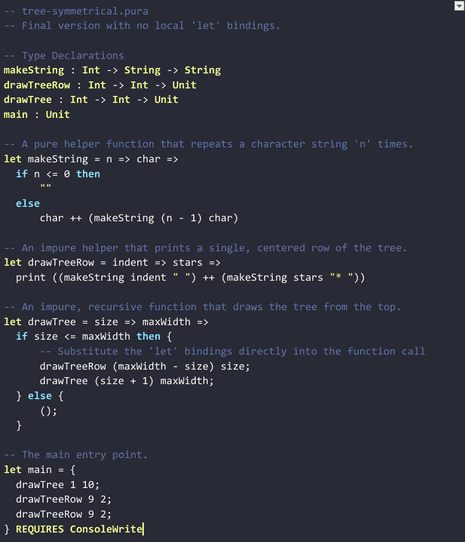 -- tree-symmetrical.pura
-- Final version with no local 'let' bindings.

-- Type Declarations
makeString : Int -> String -> String
drawTreeRow : Int -> Int -> Unit
drawTree : Int -> Int -> Unit
main : Unit

-- A pure helper function that repeats a character string 'n' times.
let makeString = n => char =>
  if n <= 0 then
      ""
  else
      char ++ (makeString (n - 1) char)

-- An impure helper that prints a single, centered row of the tree.
let drawTreeRow = indent => stars =>
  print ((makeString indent " ") ++ (makeString stars "* "))

-- An impure, recursive function that draws the tree from the top.
let drawTree = size => maxWidth =>
  if size <= maxWidth then {
      -- Substitute the 'let' bindings directly into the function call
      drawTreeRow (maxWidth - size) size;
      drawTree (size + 1) maxWidth;
  } else {
      ();
  }

-- The main entry point.
let main = {
  drawTree 1 10;
  drawTreeRow 9 2;
  drawTreeRow 9 2;
} REQUIRES ConsoleWrite